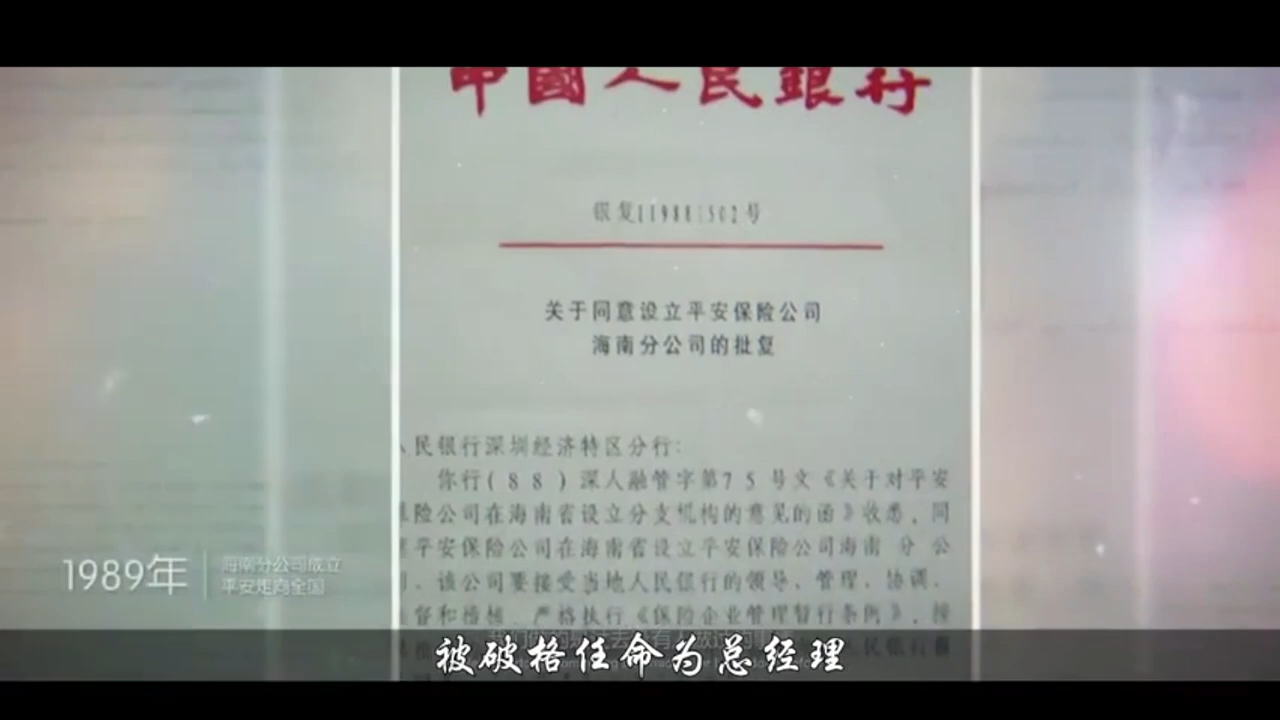 中國人民銀行
银复[1988]502号
关于同意设立平安保险公司
海南分公司的批复
人民银行深圳经济特区分行:
你行(88)深人融管字第75号文《关于对平安
险公司在海南省设立分支机构的意见的函》收悉,同
平安保险公司在海南省设立平安保险公司海南分公
该公司要接受当地人民银行的领导、管理、协调、
督和稽核,严格执行《保险企业管理暂行条例》,按
1989年
海南分公司成立
平安走向全国
被破格任命为总经理